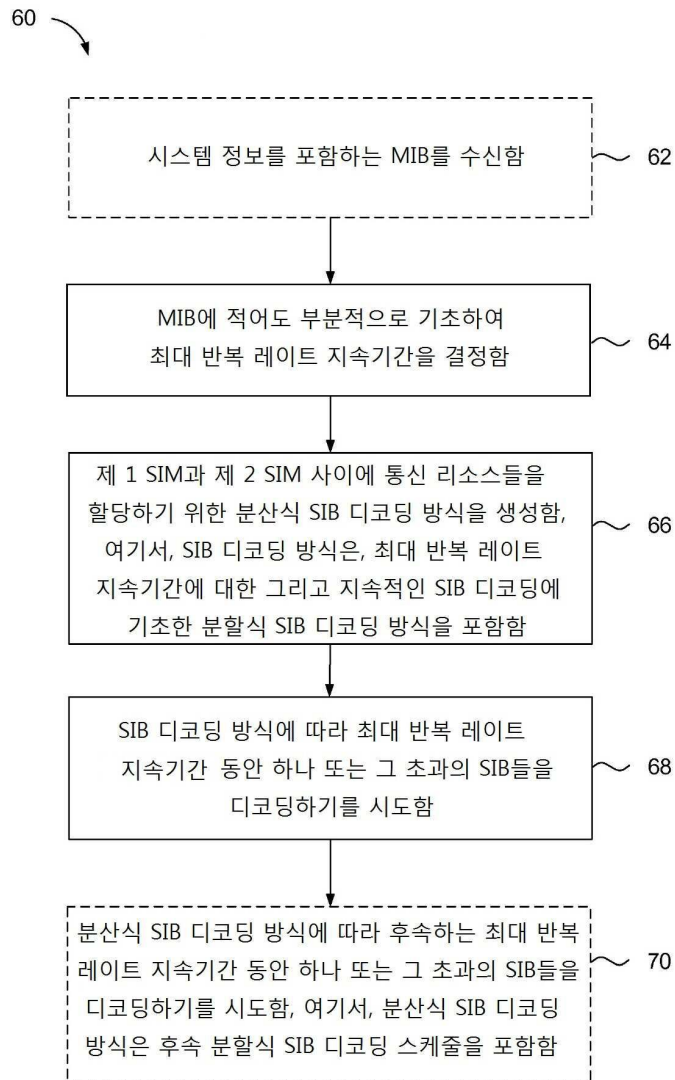 60
시스템 정보를 포함하는 MIB를 수신함
62
MIB에 적어도 부분적으로 기초하여
최대 반복 레이트 지속기간을 결정함
64
제 1 SIM과 제 2 SIM 사이에 통신 리소스들을
할당하기 위한 분산식 SIB 디코딩 방식을 생성함,
여기서, SIB 디코딩 방식은, 최대 반복 레이트
지속기간에 대한 그리고 지속적인 SIB 디코딩에
기초한 분할식 SIB 디코딩 방식을 포함함
66
SIB 디코딩 방식에 따라 최대 반복 레이트
지속기간 동안 하나 또는 그 초과의 SIB들을
디코딩하기를 시도함
68
분산식 SIB 디코딩 방식에 따라 후속하는 최대 반복
레이트 지속기간 동안 하나 또는 그 초과의 SIB들을
디코딩하기를 시도함, 여기서, 분산식 SIB 디코딩
방식은 후속 분할식 SIB 디코딩 스케줄을 포함함
70